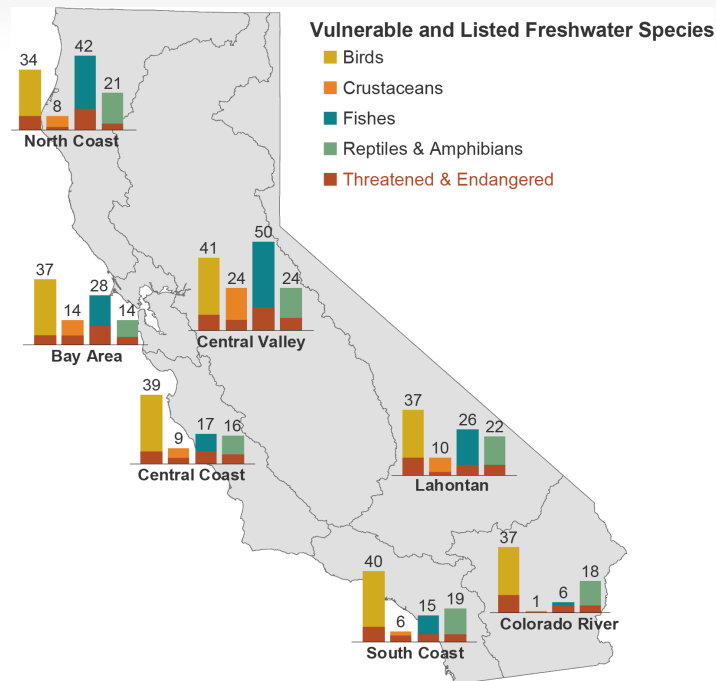 Vulnerable and Listed Freshwater Species
Birds
Crustaceans
Fishes
Reptiles & Amphibians
Threatened & Endangered
34
8
42
21
North Coast
37
14
28
14
Bay Area
41
24
50
24
Central Valley
39
9
17
16
Central Coast
37
10
26
22
Lahontan
40
6
15
19
South Coast
37
1
6
18
Colorado River